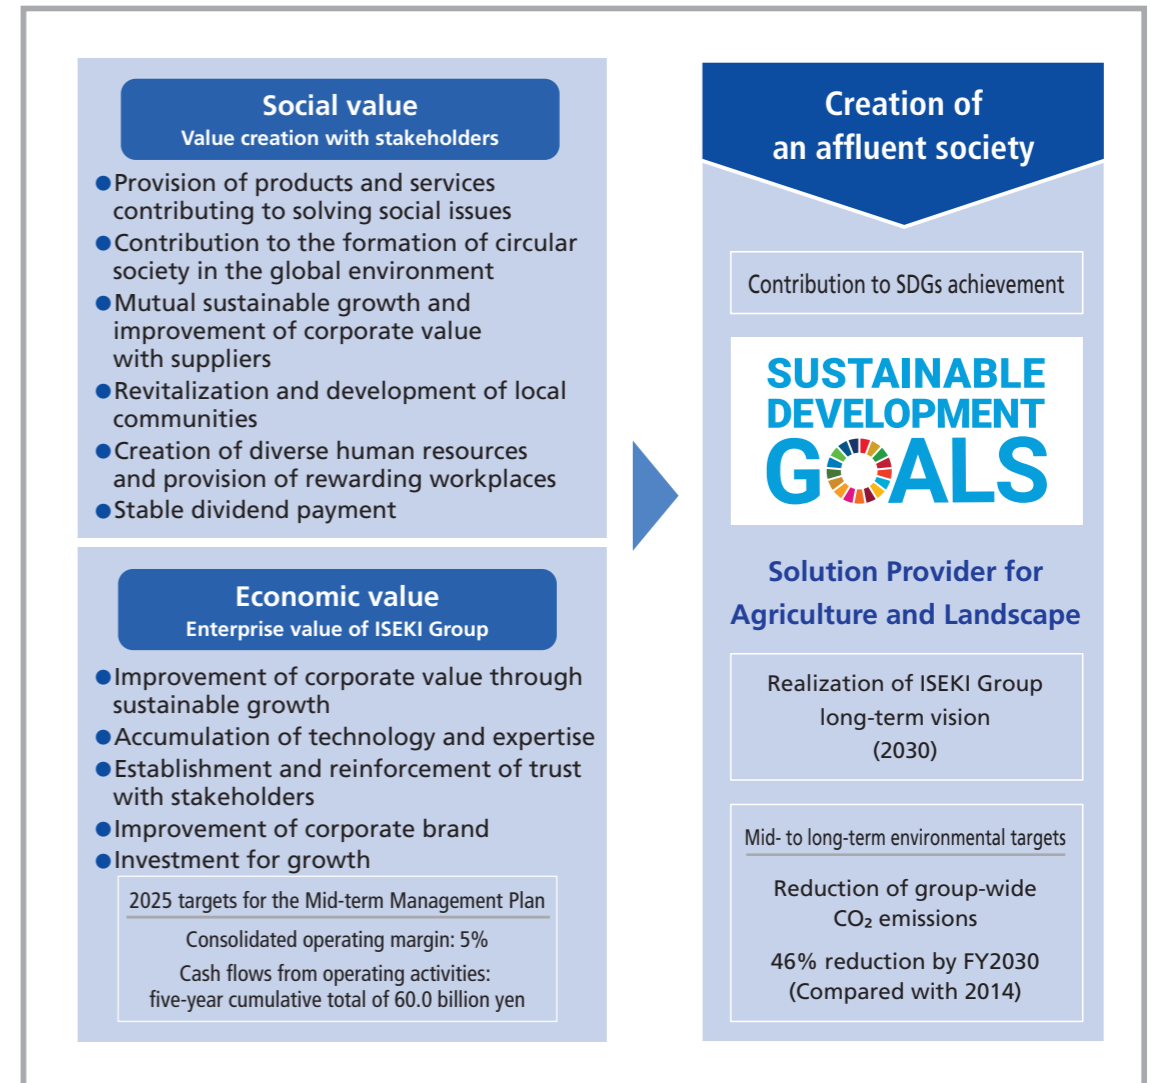 Social value
Value creation with stakeholders
●Provision of products and services
contributing to solving social issues
●Contribution to the formation of circular
society in the global environment
●Mutual sustainable growth and
improvement of corporate value
with suppliers
●Revitalization and development of local
communities
●Creation of diverse human resources
and provision of rewarding workplaces
●Stable dividend payment
Economic value
Enterprise value of ISEKI Group
●Improvement of corporate value through
sustainable growth
●Accumulation of technology and expertise
●Establishment and reinforcement of trust
with stakeholders
●Improvement of corporate brand
●Investment for growth
2025 targets for the Mid-term Management Plan
Consolidated operating margin: 5%
Cash flows from operating activities:
five-year cumulative total of 60.0 billion yen
Creation of
an affluent society
Contribution to SDGs achievement
SUSTAINABLE
DEVELOPMENT
GOALS
Solution Provider for
Agriculture and Landscape
Realization of ISEKI Group
long-term vision
(2030)
Mid- to long-term environmental targets
Reduction of group-wide
CO₂ emissions
46% reduction by FY2030
(Compared with 2014)